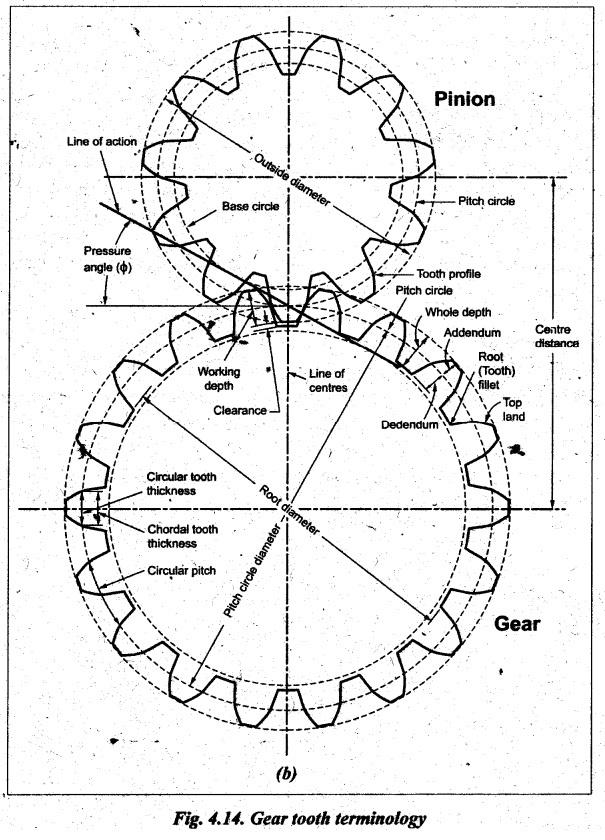 Pinion
Line of action
Outside diameter
Base circle
Pitch circle
Pressure
angle (ϕ)
Tooth profile
Pitch circle
Whole depth
Addendum
Centre
distance
Working
depth
Line of
centres
Root
(Tooth)
fillet
Clearance
Dedendum
Top
land
Circular tooth
thickness
Root diameter
Chordal tooth
thickness
Circular pitch
Pitch circle diameter
Gear
(b)
Fig. 4.14. Gear tooth terminology